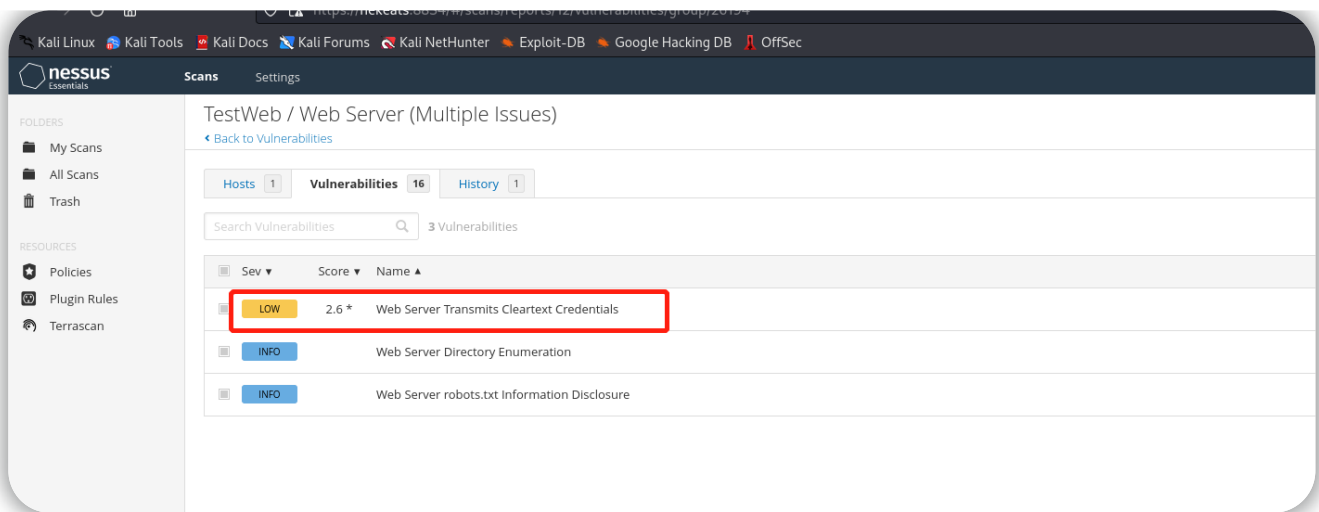 Kali Linux Kali Tools Kali Docs Kali Forums Kali NetHunter Exploit-DB Google Hacking DB OffSec
nessus Essentials Scans Settings
TestWeb / Web Server (Multiple Issues)
Back to Vulnerabilities
FOLDERS
My Scans
All Scans
Trash
RESOURCES
Policies
Plugin Rules
Terrascan
Hosts 1 Vulnerabilities 16 History 1
Search Vulnerabilities 3 Vulnerabilities
Sev Score Name
LOW 2.6 * Web Server Transmits Cleartext Credentials
INFO Web Server Directory Enumeration
INFO Web Server robots.txt Information Disclosure